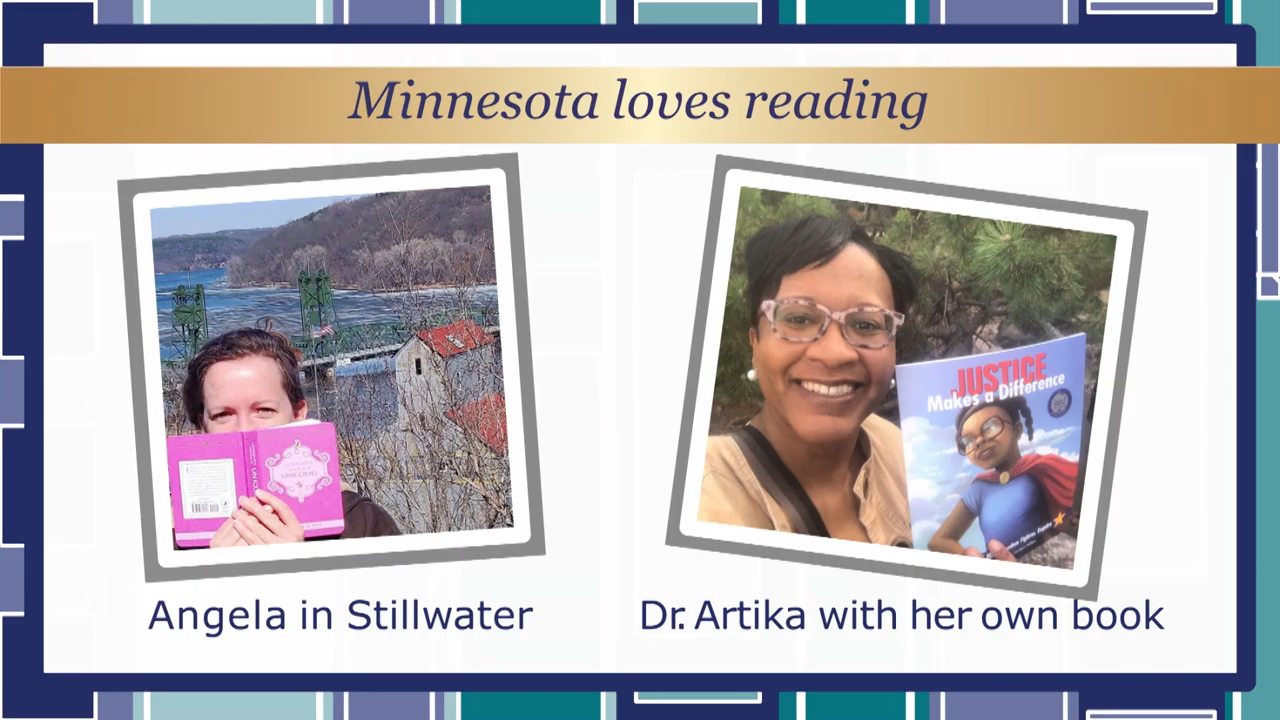 Minnesota loves reading
UNICORNS
JUSTICE
Makes a Difference
Angela in Stillwater
Dr. Artika with her own book